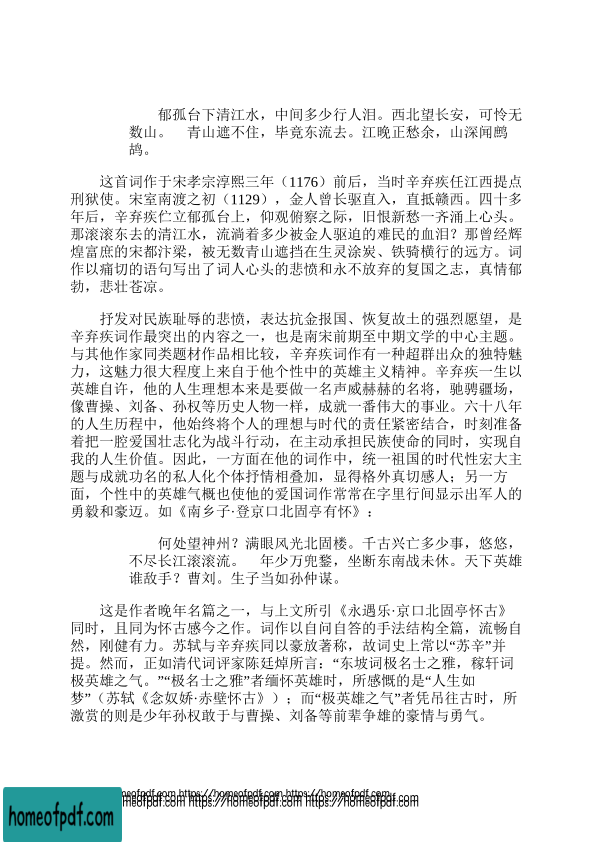 郁孤台下清江水，中间多少行人泪。西北望长安，可怜无
数山。　青山遮不住，毕竟东流去。江晚正愁余，山深闻鹧
鸪。
这首词作于宋孝宗淳熙三年（1176）前后，当时辛弃疾任江西提点
刑狱使。宋室南渡之初（1129），金人曾长驱直入，直抵赣西。四十多
年后，辛弃疾伫立郁孤台上，仰观俯察之际，旧恨新愁一齐涌上心头。
那滚滚东去的清江水，流淌着多少被金人驱迫的难民的血泪？那曾经辉
煌富庶的宋都汴梁，被无数青山遮挡在生灵涂炭、铁骑横行的远方。词
作以痛切的语句写出了词人心头的悲愤和永不放弃的复国之志，真情郁
勃，悲壮苍凉。
抒发对民族耻辱的悲愤，表达抗金报国、恢复故土的强烈愿望，是
辛弃疾词作最突出的内容之一，也是南宋前期至中期文学的中心主题。
与其他作家同类题材作品相比较，辛弃疾词作有一种超群出众的独特魅
力，这魅力很大程度上来自于他个性中的英雄主义精神。辛弃疾一生以
英雄自许，他的人生理想本来是要做一名声威赫赫的名将，驰骋疆场，
像曹操、刘备、孙权等历史人物一样，成就一番伟大的事业。六十八年
的人生历程中，他始终将个人的理想与时代的责任紧密结合，时刻准备
着把一腔爱国壮志化为战斗行动，在主动承担民族使命的同时，实现自
我的人生价值。因此，一方面在他的词作中，统一祖国的时代性宏大主
题与成就功名的私人化个体抒情相叠加，显得格外真切感人；另一方
面，个性中的英雄气概也使他的爱国词作常常在字里行间显示出军人的
勇毅和豪迈。如《南乡子·登京口北固亭有怀》：
何处望神州？满眼风光北固楼。千古兴亡多少事，悠悠，
不尽长江滚滚流。　年少万兜鍪，坐断东南战未休。天下英雄
谁敌手？曹刘。生子当如孙仲谋。
这是作者晚年名篇之一，与上文所引《永遇乐·京口北固亭怀古》
同时，且同为怀古感今之作。词作以自问自答的手法结构全篇，流畅自
然，刚健有力。苏轼与辛弃疾同以豪放著称，故词史上常以“苏辛”并
提。然而，正如清代词评家陈廷焯所言：“东坡词极名士之雅，稼轩词
极英雄之气。”“极名士之雅”者缅怀英雄时，所感慨的是“人生如
梦”（苏轼《念奴娇·赤壁怀古》）；而“极英雄之气”者凭吊往古时，所
激赏的则是少年孙权敢于与曹操、刘备等前辈争雄的豪情与勇气。
homeofpdf.com https://homeofpdf.com https://homeofpdf.com
homeofpdf.com https://homeofpdf.com https://homeofpdf.com
homeofpdf.com